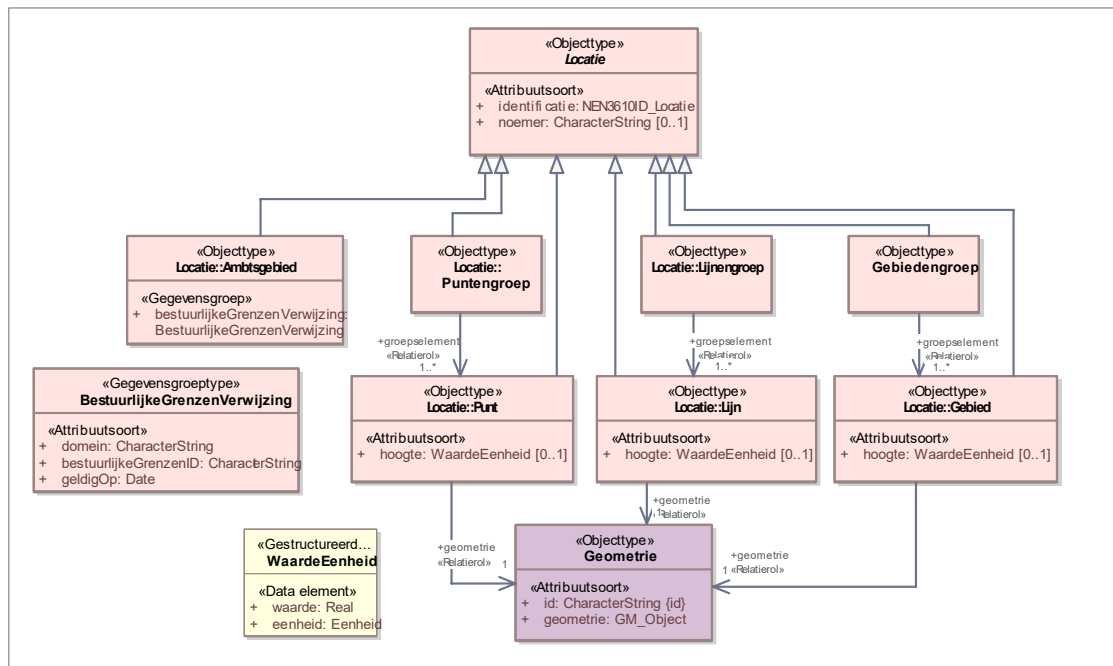 «Objecttype»
Locatie
«Attribuutsoort»
+ identificatie: NEN3610ID_Locatie
+ noemer: CharacterString [0..1]
«Objecttype»
Locatie::Ambtsgebied
«Gegevensgroep»
+ bestuurlijkeGrenzenVerwijzing:
BestuurlijkeGrenzenVerwijzing
«Objecttype»
Locatie::
Puntengroep
«Objecttype»
Locatie::Lijnengroep
«Objecttype»
Gebiedengroep
+groepselement
«Relatierol»
1..*
+groepselement
«Relatierol»
1..*
+groepselement
«Relatierol»
1..*
«Gegevensgroeptype»
BestuurlijkeGrenzenVerwijzing
«Attribuutsoort»
+ domein: CharacterString
+ bestuurlijkeGrenzenID: CharacterString
+ geldigOp: Date
«Objecttype»
Locatie::Punt
«Attribuutsoort»
+ hoogte: WaardeEenheid [0..1]
«Objecttype»
Locatie::Lijn
«Attribuutsoort»
+ hoogte: WaardeEenheid [0..1]
«Objecttype»
Locatie::Gebied
«Attribuutsoort»
+ hoogte: WaardeEenheid [0..1]
«Gestructureerd...
WaardeEenheid
«Data element»
+ waarde: Real
+ eenheid: Eenheid
+geometrie
«Relatierol»
1
+geometrie
1
«Relatierol»
+geometrie
«Relatierol»
1
«Objecttype»
Geometrie
«Attribuutsoort»
+ id: CharacterString {id}
+ geometrie: GM_Object